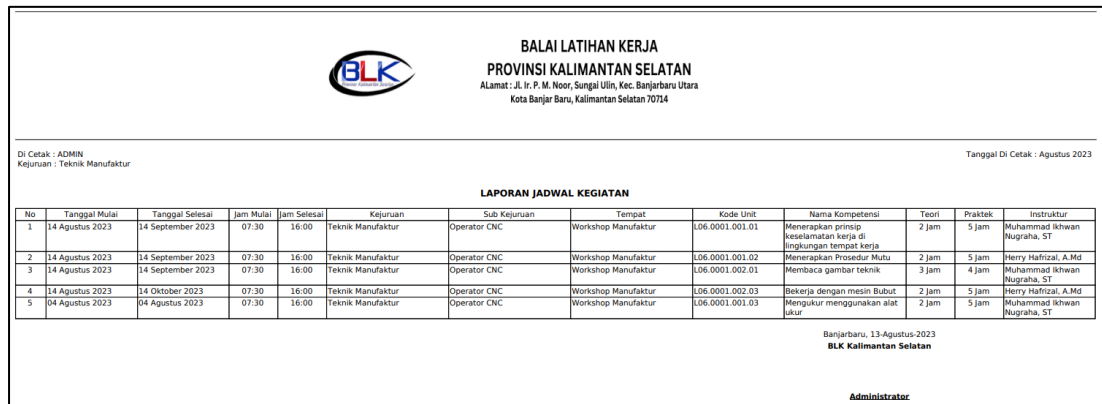 BLK
Provinsi Kalimantan Selatan
BALAI LATIHAN KERJA
PROVINSI KALIMANTAN SELATAN
ALamat : Jl. Ir. P. M. Noor, Sungai Ulin, Kec. Banjarbaru Utara
Kota Banjar Baru, Kalimantan Selatan 70714
Di Cetak : ADMIN
Tanggal Di Cetak : Agustus 2023
Kejuruan : Teknik Manufaktur
LAPORAN JADWAL KEGIATAN
No Tanggal Mulai Tanggal Selesai Jam Mulai Jam Selesai Kejuruan Sub Kejuruan Tempat Kode Unit Nama Kompetensi Teori Praktek Instruktur
1 14 Agustus 2023 14 September 2023 07:30 16:00 Teknik Manufaktur Operator CNC Workshop Manufaktur L06.0001.001.01 Menerapkan prinsip 2 Jam 5 Jam Muhammad Ikhwan
keselamatan kerja di Nugraha, ST
lingkungan tempat kerja
2 14 Agustus 2023 14 September 2023 07:30 16:00 Teknik Manufaktur Operator CNC Workshop Manufaktur L06.0001.001.02 Menerapkan Prosedur Mutu 2 Jam 5 Jam Herry Hafrizal, A.Md
3 14 Agustus 2023 14 September 2023 07:30 16:00 Teknik Manufaktur Operator CNC Workshop Manufaktur L06.0001.002.01 Membaca gambar teknik 3 Jam 4 Jam Muhammad Ikhwan
Nugraha, ST
4 14 Agustus 2023 14 Oktober 2023 07:30 16:00 Teknik Manufaktur Operator CNC Workshop Manufaktur L06.0001.002.03 Bekerja dengan mesin Bubut 2 Jam 5 Jam Herry Hafrizal, A.Md
5 04 Agustus 2023 04 Agustus 2023 07:30 16:00 Teknik Manufaktur Operator CNC Workshop Manufaktur L06.0001.001.03 Mengukur menggunakan alat 2 Jam 5 Jam Muhammad Ikhwan
ukur Nugraha, ST
Banjarbaru, 13-Agustus-2023
BLK Kalimantan Selatan
Administrator